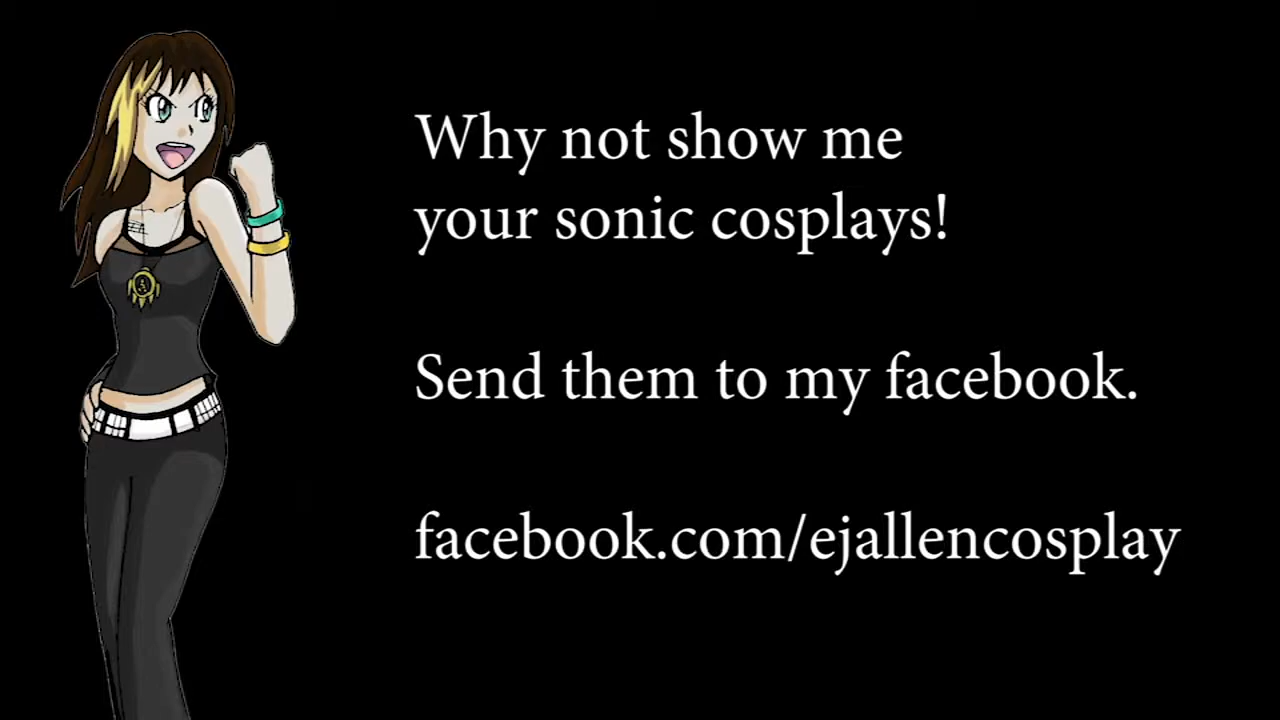 Why not show me
your sonic cosplays!
Send them to my facebook.
facebook.com/ejallencosplay